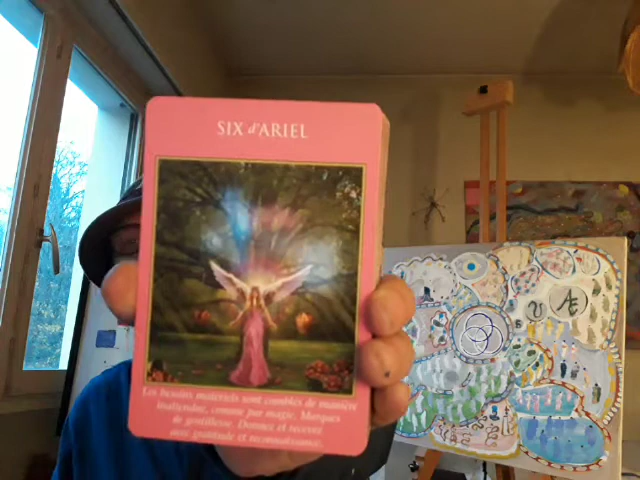 SIX d'ARIEL
Les besoins matériels sont comblés de manière
inattendue, comme par magie. Marques
de gentillesse. Donnez et recevez
avec gratitude et reconnaissance.